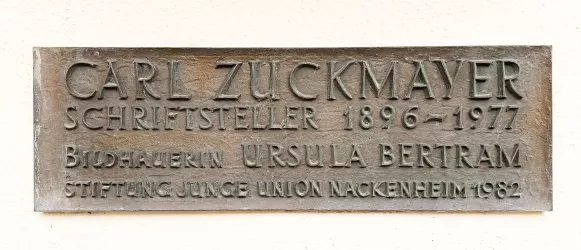 CARL ZUCKMAYER
SCHRIFTSTELLER 1896-1977
BILDHAUERIN URSULA BERTRAM
STIFTUNG JUNGE UNION NACKENHEIM 1982